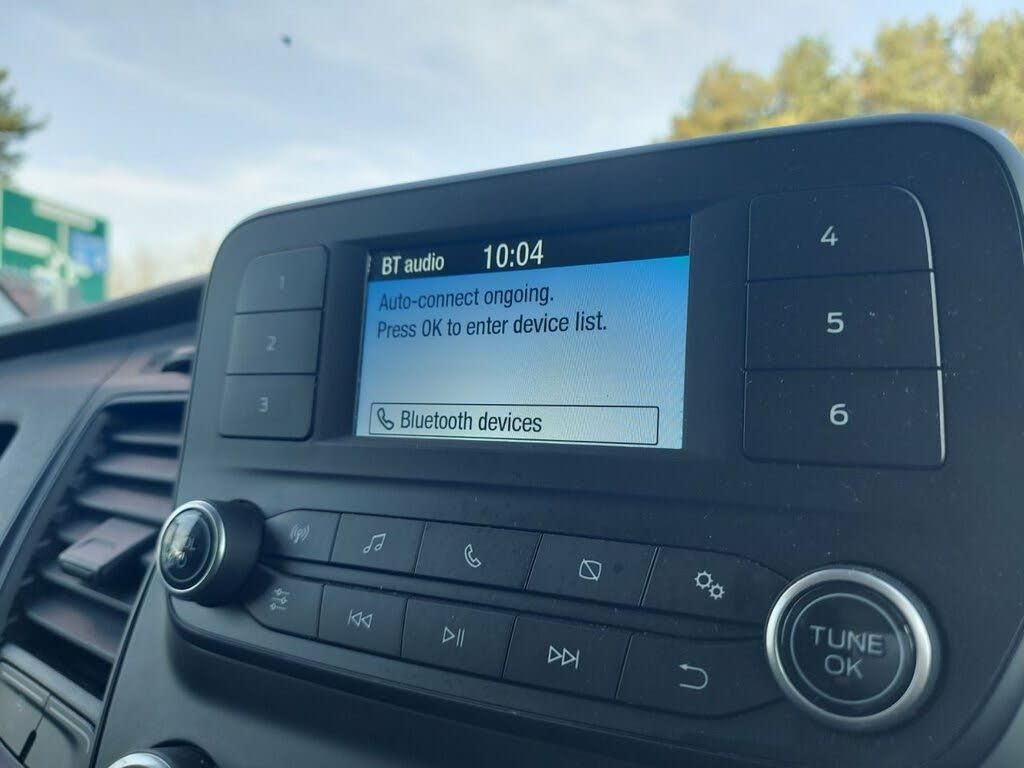 BT audio 10:04
Auto-connect ongoing.
Press OK to enter device list.
Bluetooth devices
1
2
3
4
5
6
TUNE
OK